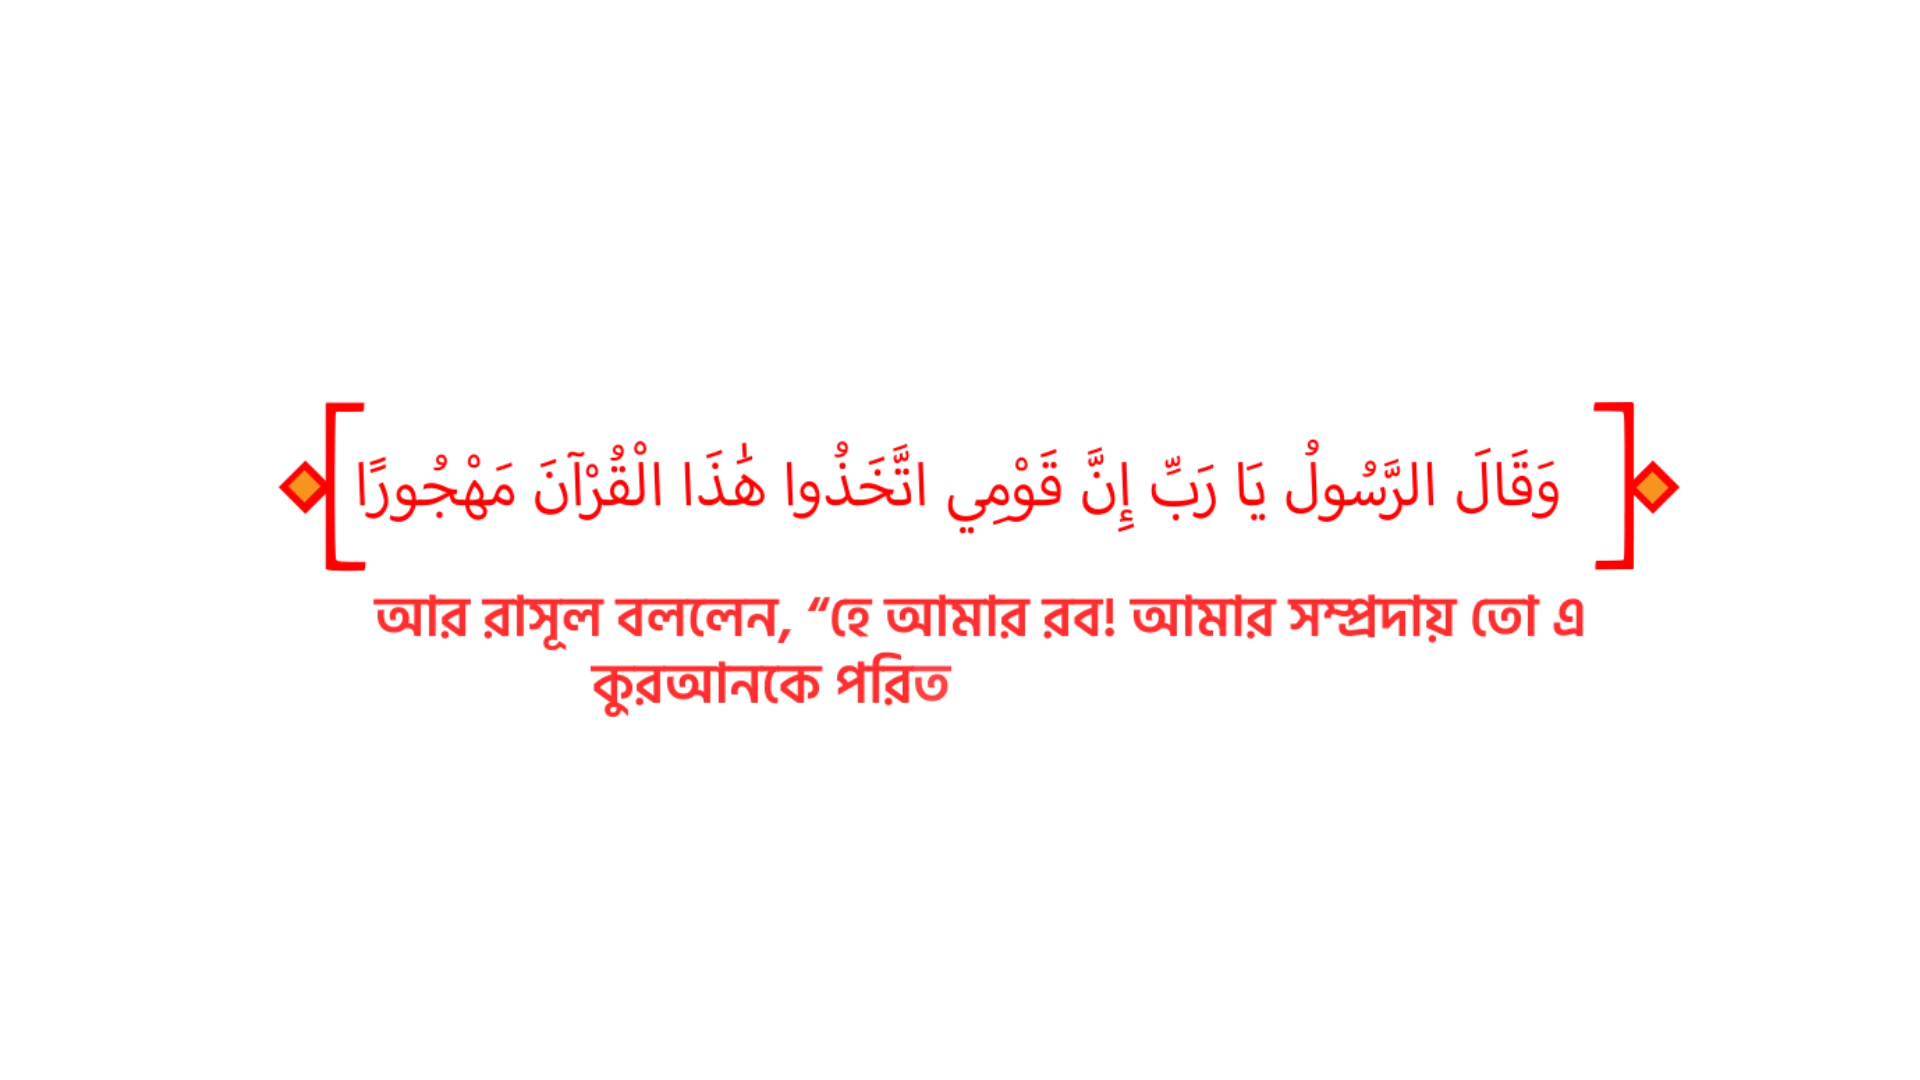 وَقَالَ الرَّسُولُ يَا رَبِّ إِنَّ قَوْمِي اتَّخَذُوا هَٰذَا الْقُرْآنَ مَهْجُورًا
আর রাসূল বললেন, “হে আমার রব! আমার সম্প্রদায় তো এ
কুরআনকে পরিত